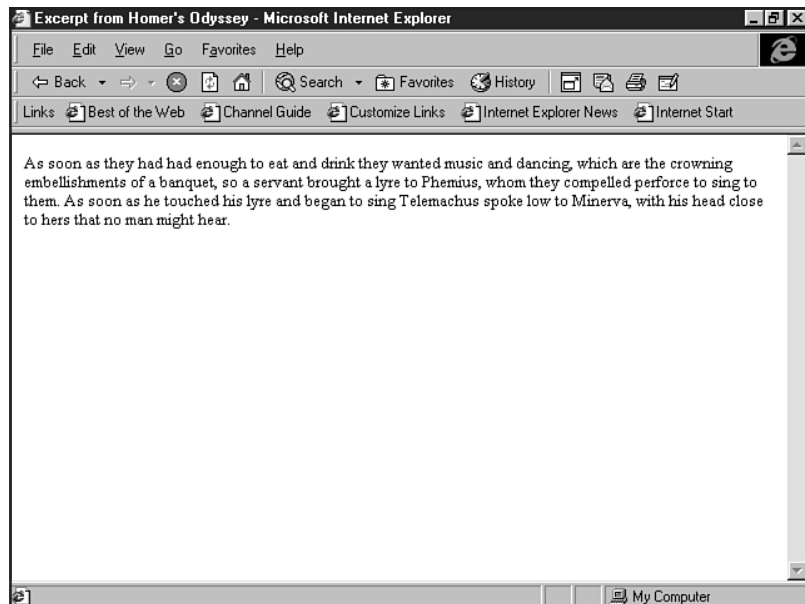 Excerpt from Homer's Odyssey - Microsoft Internet Explorer
File Edit View Go Favorites Help
Back Search Favorites History
Links Best of the Web Channel Guide Customize Links Internet Explorer News Internet Start
As soon as they had had enough to eat and drink they wanted music and dancing, which are the crowning
embellishments of a banquet, so a servant brought a lyre to Phemius, whom they compelled perforce to sing to
them. As soon as he touched his lyre and began to sing Telemachus spoke low to Minerva, with his head close
to hers that no man might hear.
My Computer